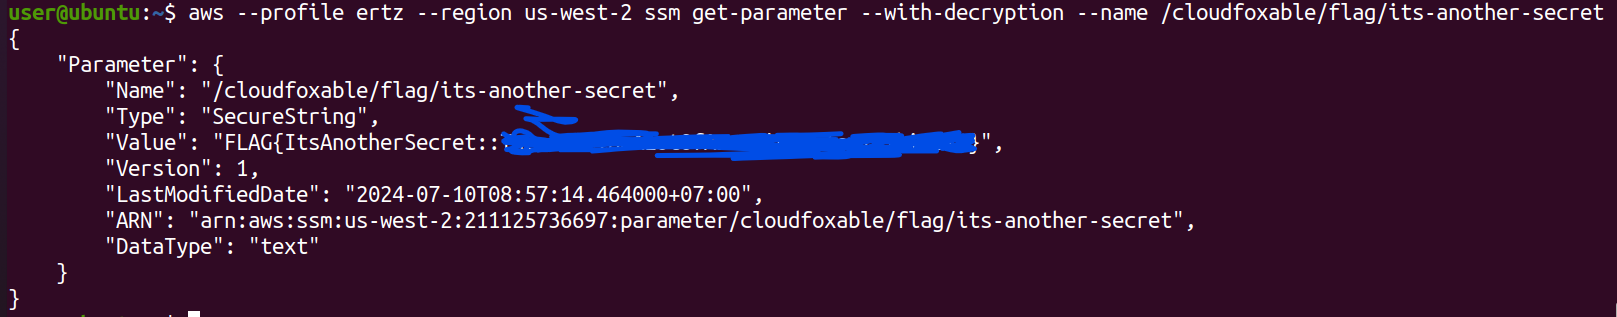 user@ubuntu:~$ aws --profile ertz --region us-west-2 ssm get-parameter --with-decryption --name /cloudfoxable/flag/its-another-secret
{
    "Parameter": {
        "Name": "/cloudfoxable/flag/its-another-secret",
        "Type": "SecureString",
        "Value": "FLAG{ItsAnotherSecret:: }",
        "Version": 1,
        "LastModifiedDate": "2024-07-10T08:57:14.464000+07:00",
        "ARN": "arn:aws:ssm:us-west-2:211125736697:parameter/cloudfoxable/flag/its-another-secret",
        "DataType": "text"
    }
}